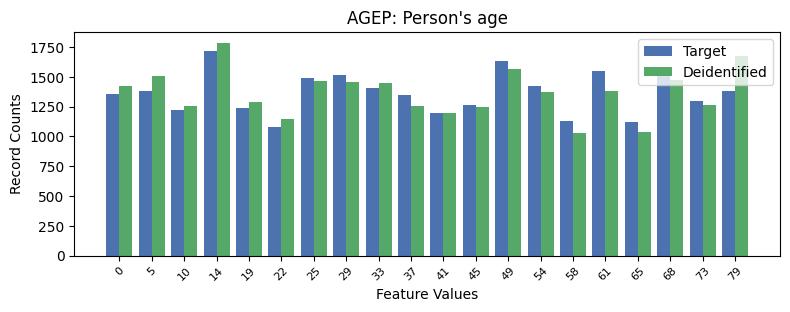 AGEP: Person's age
Target
Deidentified
Record Counts
1750
1500
1250
1000
750
500
250
0
0 5 10 14 19 22 25 29 33 37 41 45 49 54 58 61 65 68 73 79
Feature Values